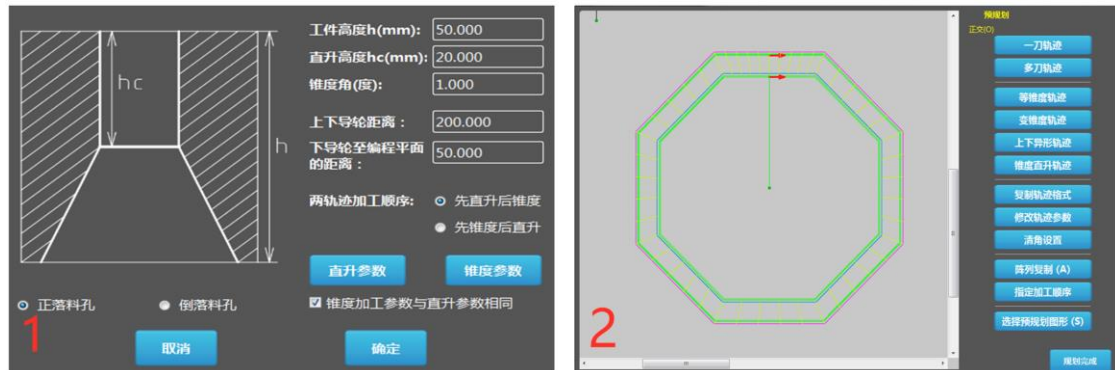 工件高度h(mm): 50.000
直升高度hc(mm): 20.000
锥度角(度): 1.000
上下导轮距离： 200.000
下导轮至编程平面
的距离： 50.000
两轨迹加工顺序: 先直升后锥度
先锥度后直升
直升参数 锥度参数
锥度加工参数与直升参数相同
hc
h
正落料孔 倒落料孔
1
取消 确定
预规划
正交(O)
一刀轨迹
多刀轨迹
等锥度轨迹
变锥度轨迹
上下异形轨迹
锥度直升轨迹
复制轨迹格式
修改轨迹参数
清角设置
阵列复制 (A)
指定加工顺序
选择预规划图形 (S)
规划完成
2